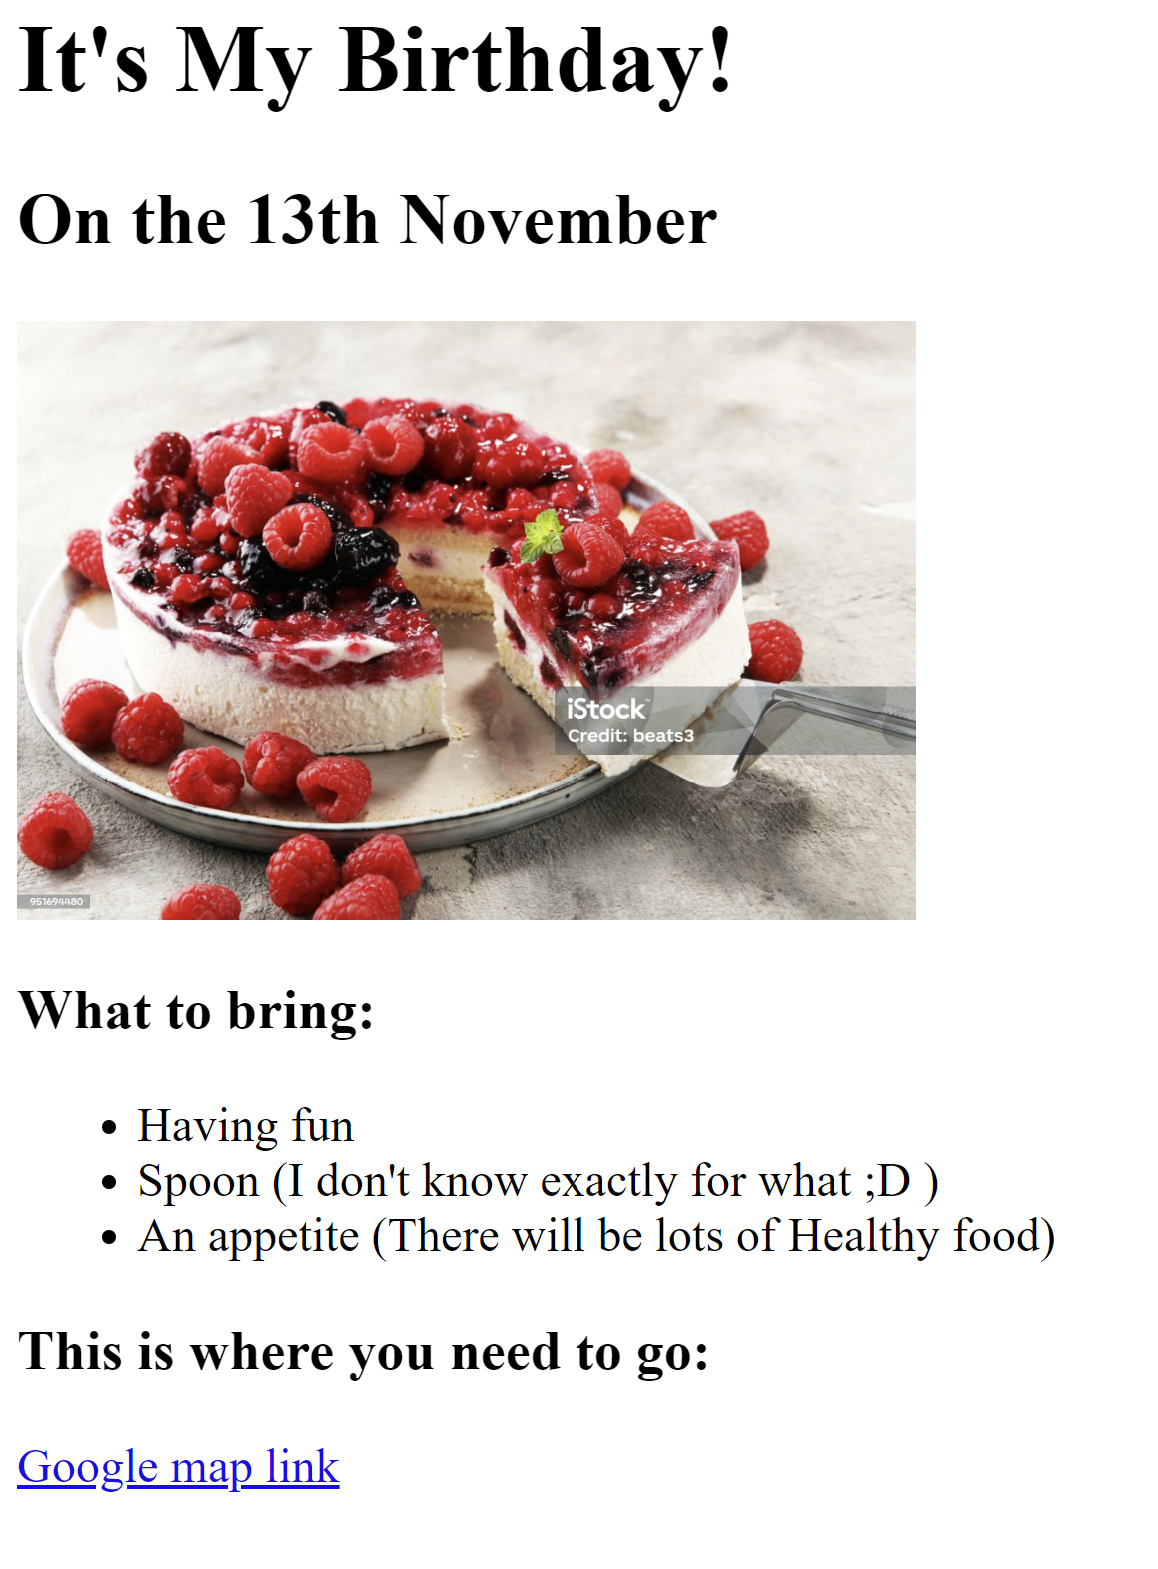 It's My Birthday!
On the 13th November
iStock™
Credit: beats3
951694480
What to bring:
• Having fun
• Spoon (I don't know exactly for what ;D )
• An appetite (There will be lots of Healthy food)
This is where you need to go:
Google map link